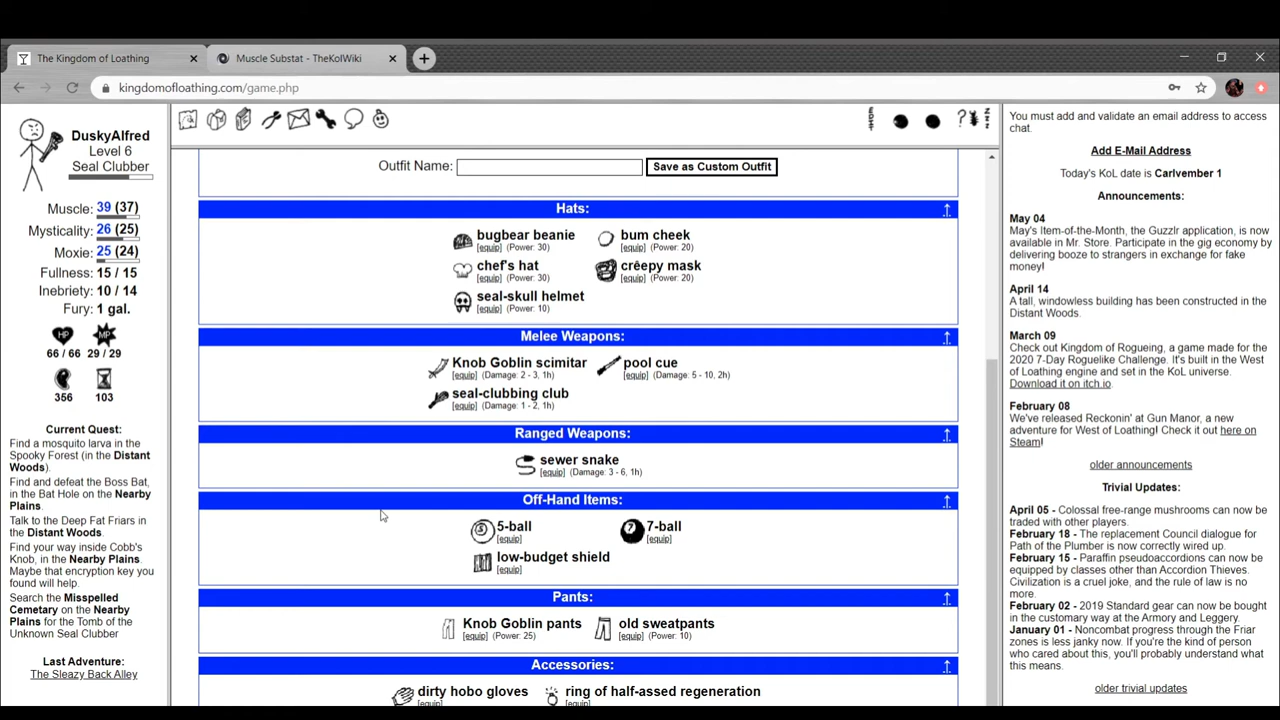 The Kingdom of Loathing
Muscle Substat - TheKolWiki
kingdomofloathing.com/game.php
DuskyAlfred
Level 6
Seal Clubber
Muscle: 39 (37)
Mysticality: 26 (25)
Moxie: 25 (24)
Fullness: 15 / 15
Inebriety: 10 / 14
Fury: 1 gal.
HP MP
66 / 66 29 / 29
356 103
Current Quest:
Find a mosquito larva in the
Spooky Forest (in the Distant
Woods).
Find and defeat the Boss Bat,
in the Bat Hole on the Nearby
Plains.
Talk to the Deep Fat Friars in
the Distant Woods.
Find your way inside Cobb's
Knob, in the Nearby Plains.
Maybe that encryption key you
found will help.
Search the Misspelled
Cemetary on the Nearby
Plains for the Tomb of the
Unknown Seal Clubber
Last Adventure:
The Sleazy Back Alley
Outfit Name: Save as Custom Outfit
Hats:
bugbear beanie
[equip] (Power: 30)
bum cheek
[equip] (Power: 20)
chef's hat
[equip] (Power: 30)
crêepy mask
[equip] (Power: 20)
seal-skull helmet
[equip] (Power: 10)
Melee Weapons:
Knob Goblin scimitar
[equip] (Damage: 2 - 3, 1h)
pool cue
[equip] (Damage: 5 - 10, 2h)
seal-clubbing club
[equip] (Damage: 1 - 2, 1h)
Ranged Weapons:
sewer snake
[equip] (Damage: 3 - 6, 1h)
Off-Hand Items:
5-ball
[equip]
7-ball
[equip]
low-budget shield
[equip]
Pants:
Knob Goblin pants
[equip] (Power: 25)
old sweatpants
[equip] (Power: 10)
Accessories:
dirty hobo gloves
[equip]
ring of half-assed regeneration
[equip]
You must add and validate an email address to access
chat.
Add E-Mail Address
Today's KoL date is Carlvember 1
Announcements:
May 04
May's Item-of-the-Month, the Guzzlr application, is now
available in Mr. Store. Participate in the gig economy by
delivering booze to strangers in exchange for fake
money!
April 14
A tall, windowless building has been constructed in the
Distant Woods.
March 09
Check out Kingdom of Rogueing, a game made for the
2020 7-Day Roguelike Challenge. It's built in the West
of Loathing engine and set in the KoL universe.
Download it on itch.io.
February 08
We've released Reckonin' at Gun Manor, a new
adventure for West of Loathing! Check it out here on
Steam!
older announcements
Trivial Updates:
April 05 - Colossal free-range mushrooms can now be
traded with other players.
February 18 - The replacement Council dialogue for
Path of the Plumber is now correctly wired up.
February 15 - Paraffin pseudoaccordions can now be
equipped by classes other than Accordion Thieves.
Civilization is a cruel joke, and the rule of law is no
more.
February 02 - 2019 Standard gear can now be bought
in the customary way at the Armory and Leggery.
January 01 - Noncombat progress through the Friar
zones is less janky now. If you're the kind of person
who cared about this, you'll probably understand what
this means.
older trivial updates